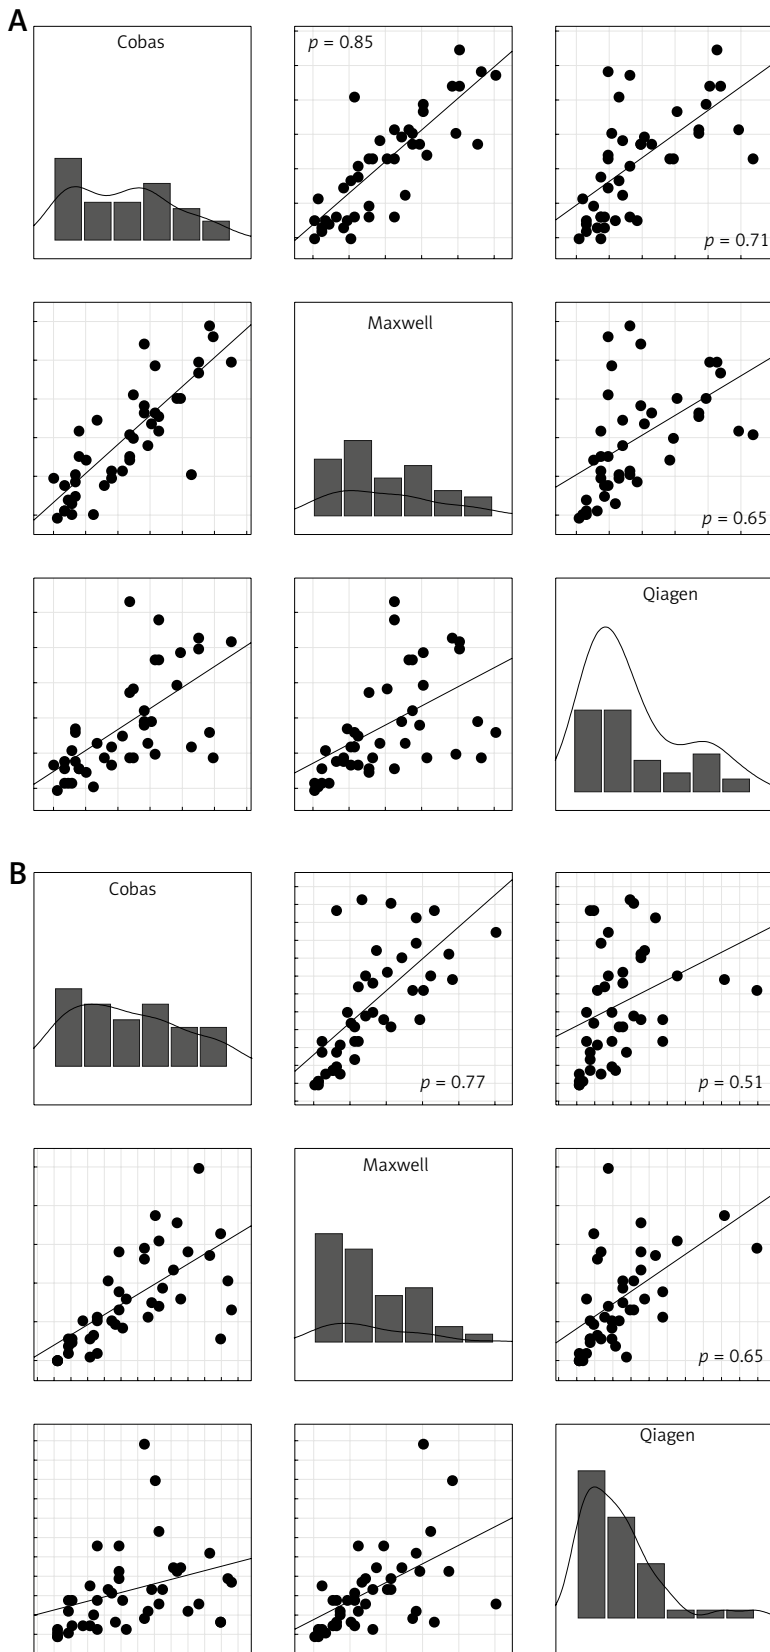 A
Cobas
p = 0.85
p = 0.71
Maxwell
p = 0.65
Qiagen
B
Cobas
p = 0.77
p = 0.51
Maxwell
p = 0.65
Qiagen